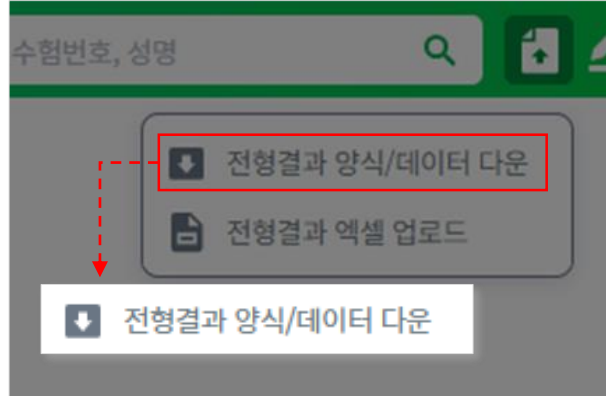 수험번호, 성명
전형결과 양식/데이터 다운
전형결과 엑셀 업로드
전형결과 양식/데이터 다운